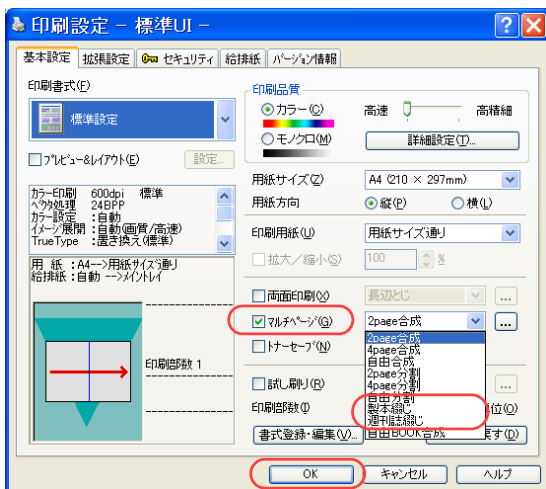 印刷設定 - 標準UI -
基本設定 拡張設定 セキュリティ 給排紙 バージョン情報
印刷書式(F)
標準設定
プレビュー&レイアウト(E) 設定...
カラー印刷 600dpi 標準
ベクタ処理 24BPP
カラー設定 :自動
イメージ展開 :自動(画質/高速)
TrueType :置き換え(標準)
用 紙 :A4-->用紙サイズ通り
給排紙 :自動 -->メイントレイ
印刷部数 1
印刷品質
カラー(C) 高速 高精細
モノクロ(M) 詳細設定(T)...
用紙サイズ(Z) A4 (210 × 297mm)
用紙方向 縦(P) 横(L)
印刷用紙(U) 用紙サイズ通り
拡大/縮小(S) 100 %
両面印刷(X) 長辺とじ ...
マルチページ(G) 2page合成 ...
トナーセーブ(N)
2page合成
4page合成
自由合成
2page分割
4page分割
自由分割
製本綴じ
週刊誌綴じ
自由BOOK合成
試し刷り(R) ...
印刷部数(I) 位(O)
書式登録・編集(V)... す(D)
OK キャンセル ヘルプ